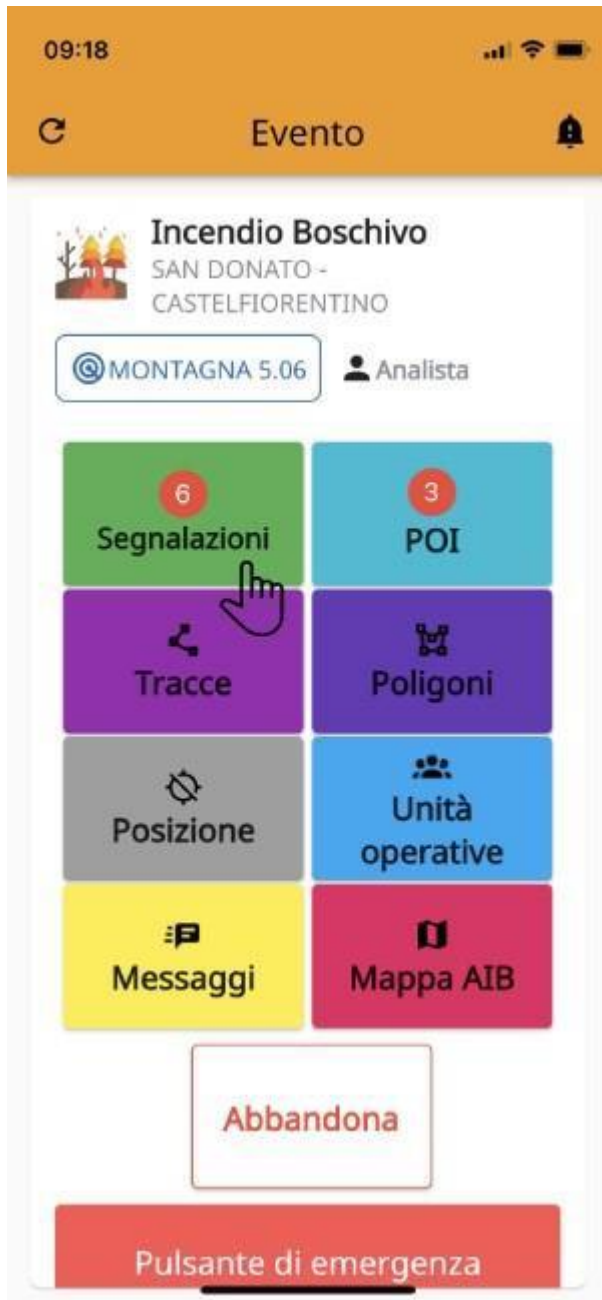 09:18
Evento
Incendio Boschivo
SAN DONATO -
CASTELFIORENTINO
MONTAGNA 5.06 Analista
6
Segnalazioni
3
POI
Tracce
Poligoni
Posizione
Unità
operative
Messaggi
Mappa AIB
Abbandona
Pulsante di emergenza